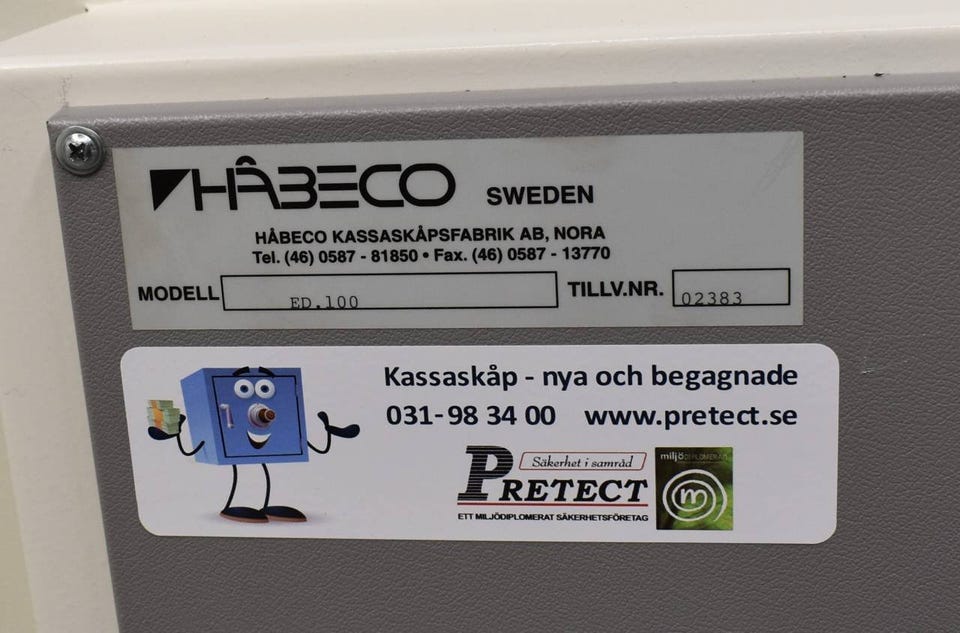 HÅBECO SWEDEN
HÅBECO KASSASKÅPSFABRIK AB, NORA
Tel. (46) 0587 - 81850 • Fax. (46) 0587 - 13770
MODELL ED.100 TILLV.NR. 02383
Kassaskåp - nya och begagnade
031-98 34 00 www.pretect.se
Säkerhet i samråd
PRETECT
ETT MILJÖDIPLOMERAT SÄKERHETSFÖRETAG
miljöDIPLOMERAD
m